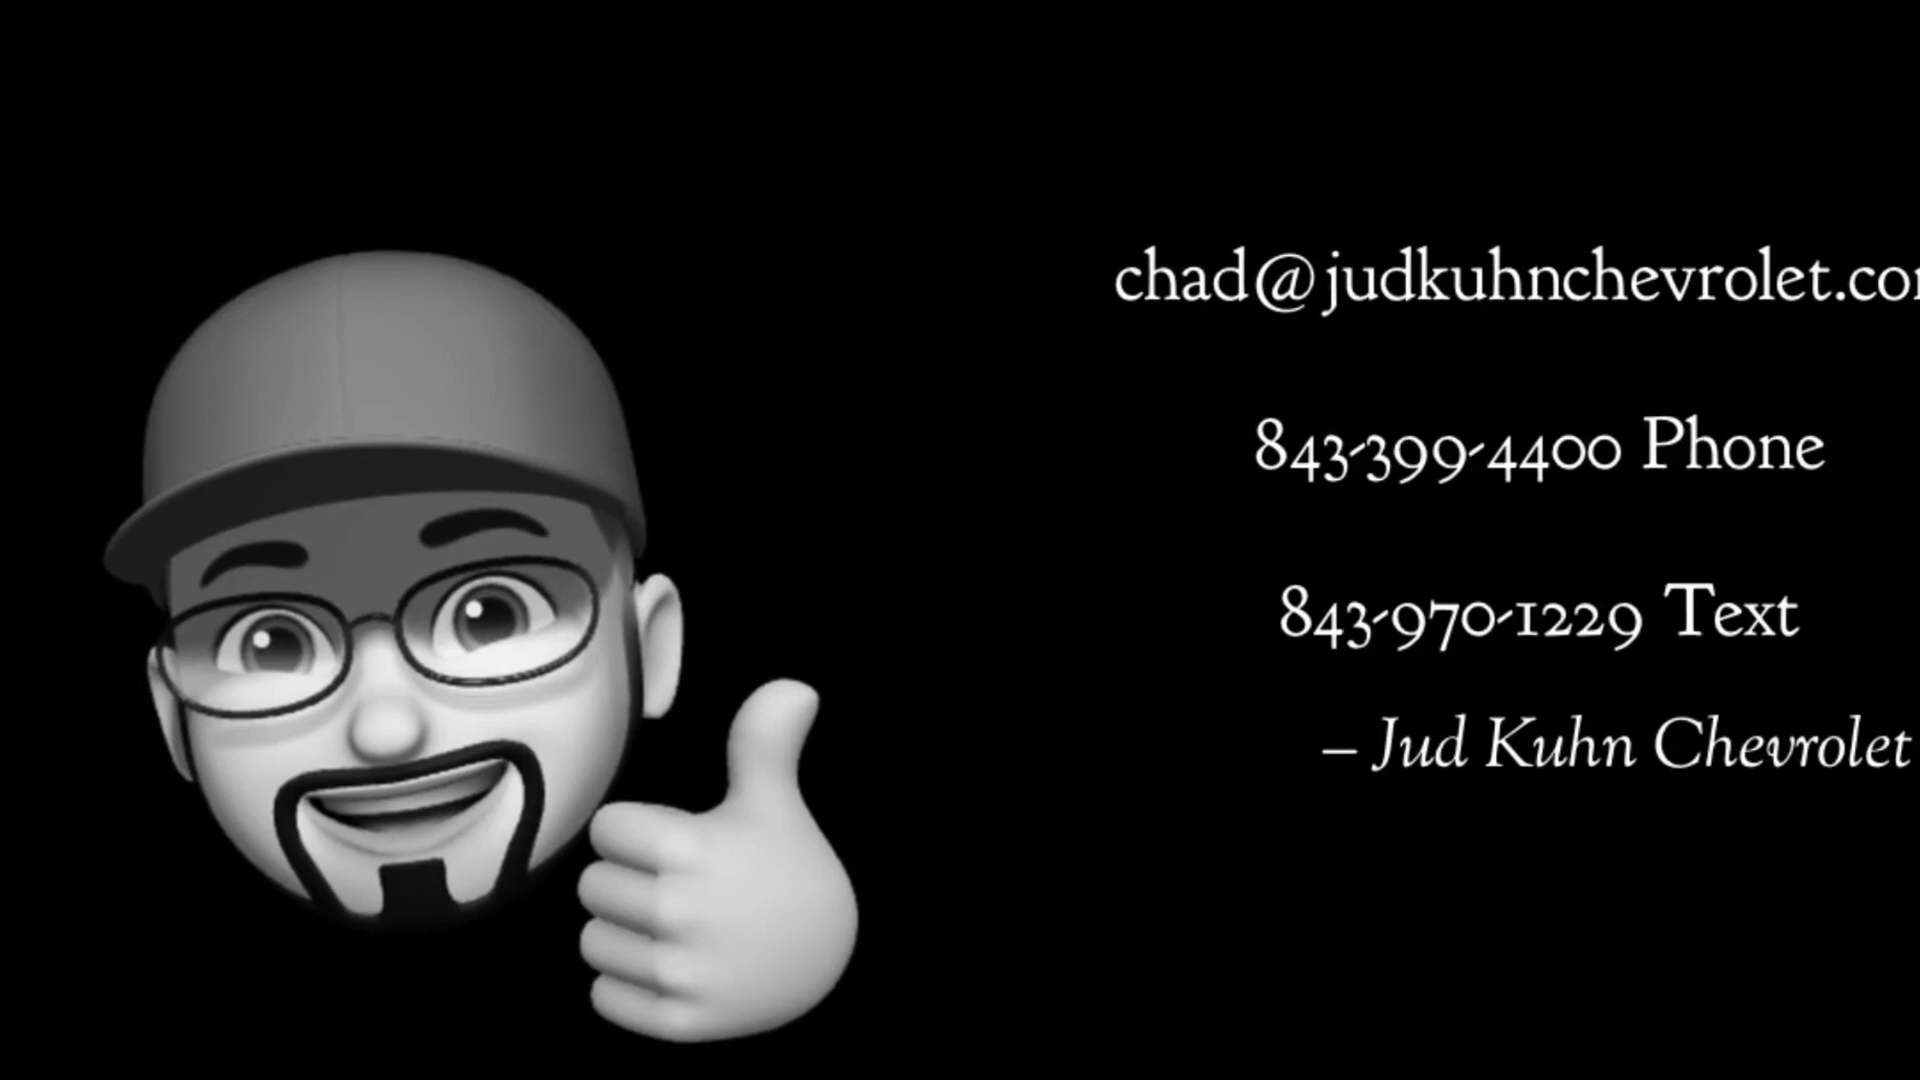 chad@judkuhnchevrolet.co
843-399-4400 Phone
843-970-1229 Text
– Jud Kuhn Chevrolet